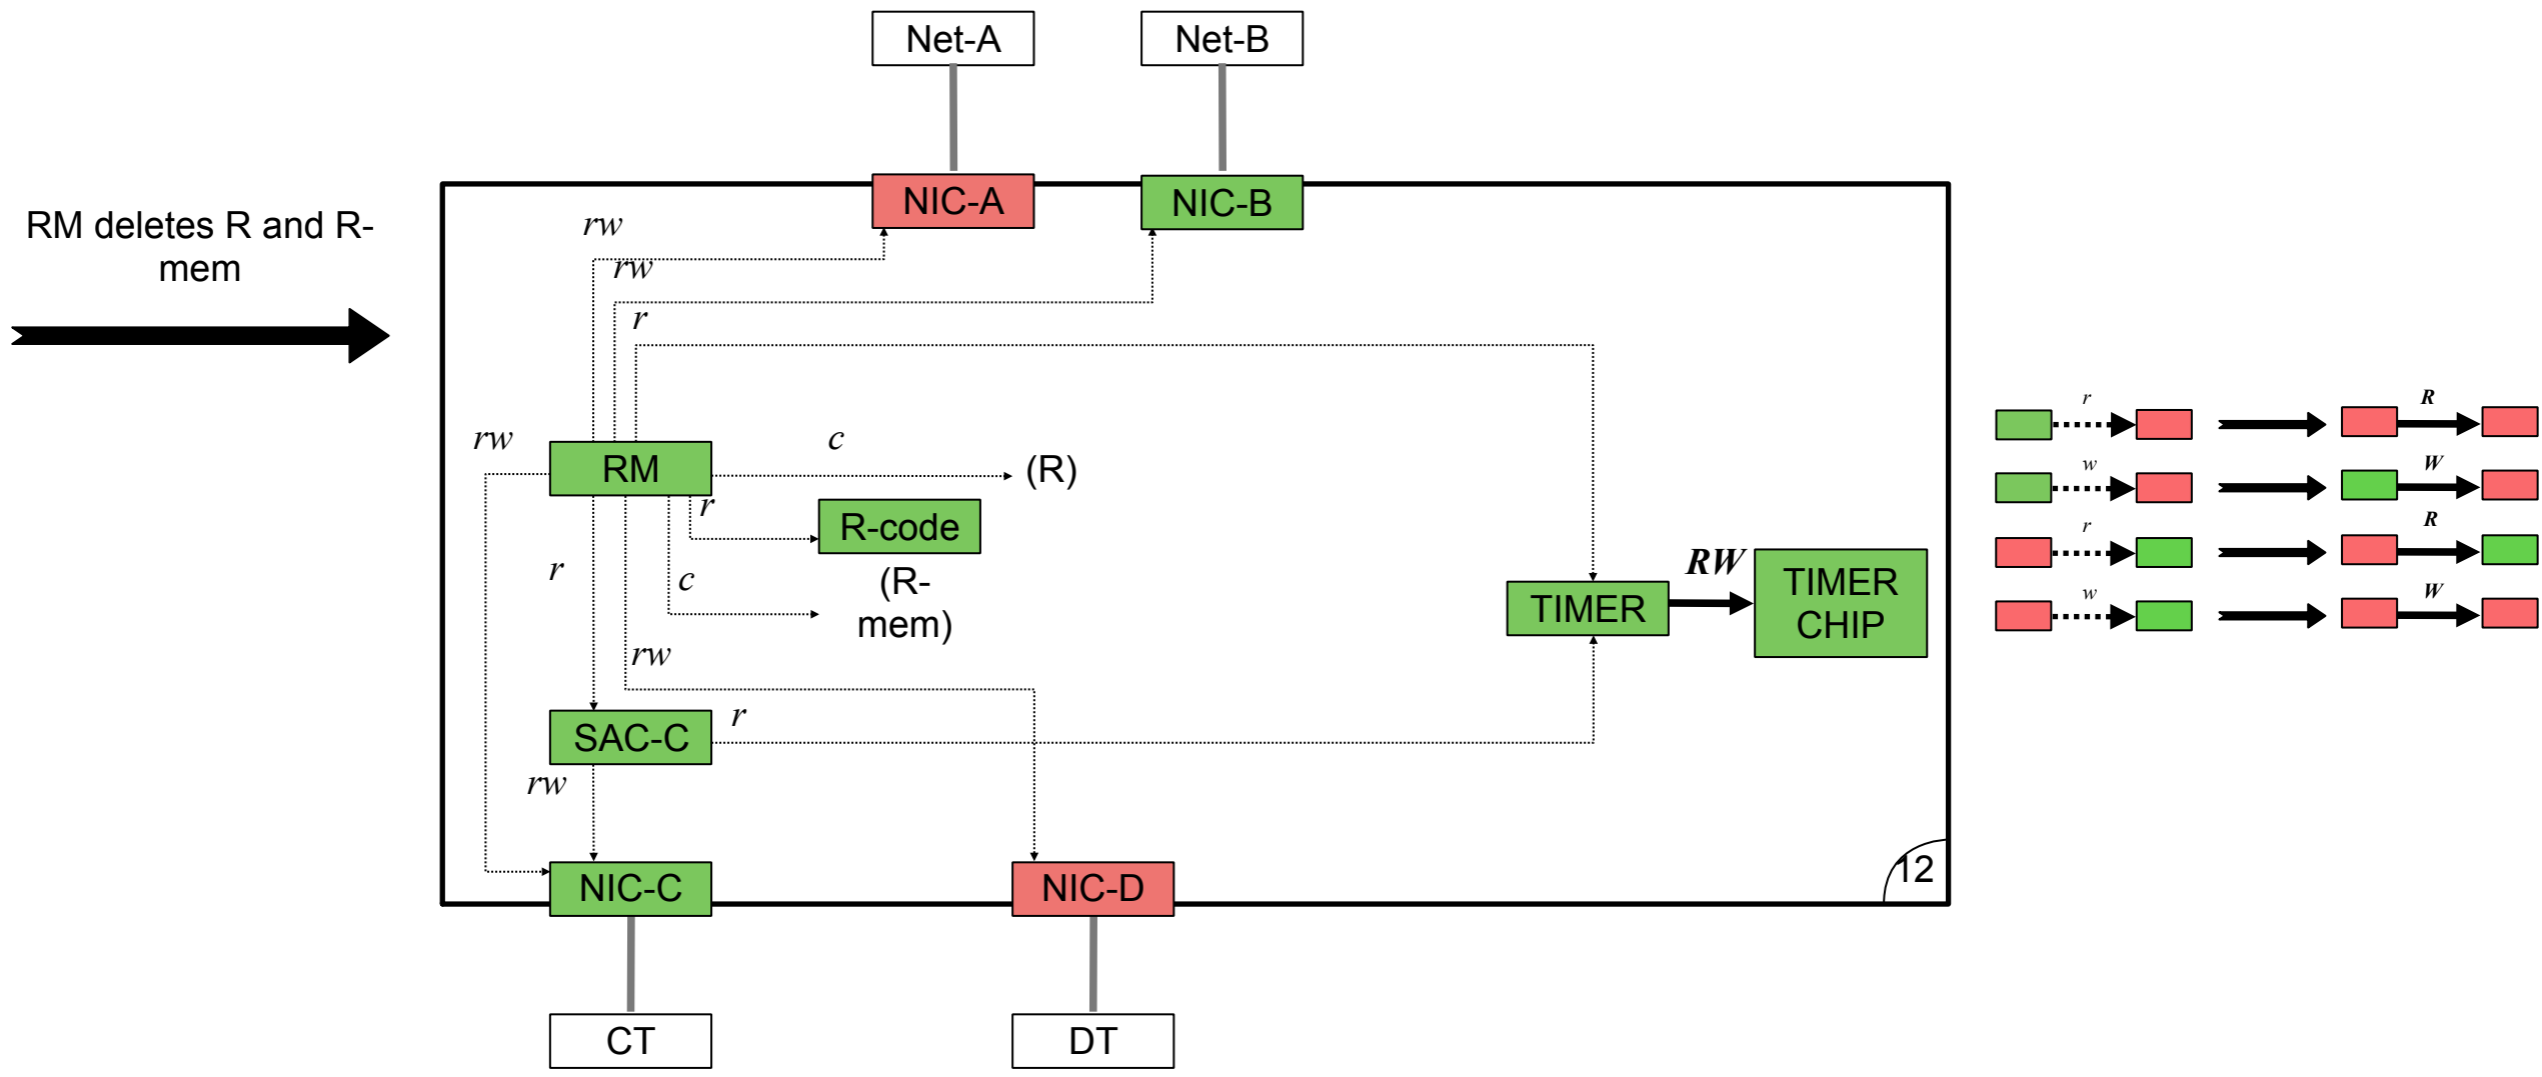 Net-A
Net-B
RM deletes R and R-
mem
NIC-A
NIC-B
rw
rw
r
rw
RM
c
(R)
r
R-code
r
c
(R-
mem)
rw
RW
TIMER
TIMER
CHIP
SAC-C
r
rw
NIC-C
NIC-D
12
CT
DT
r
R
w
W
r
R
w
W